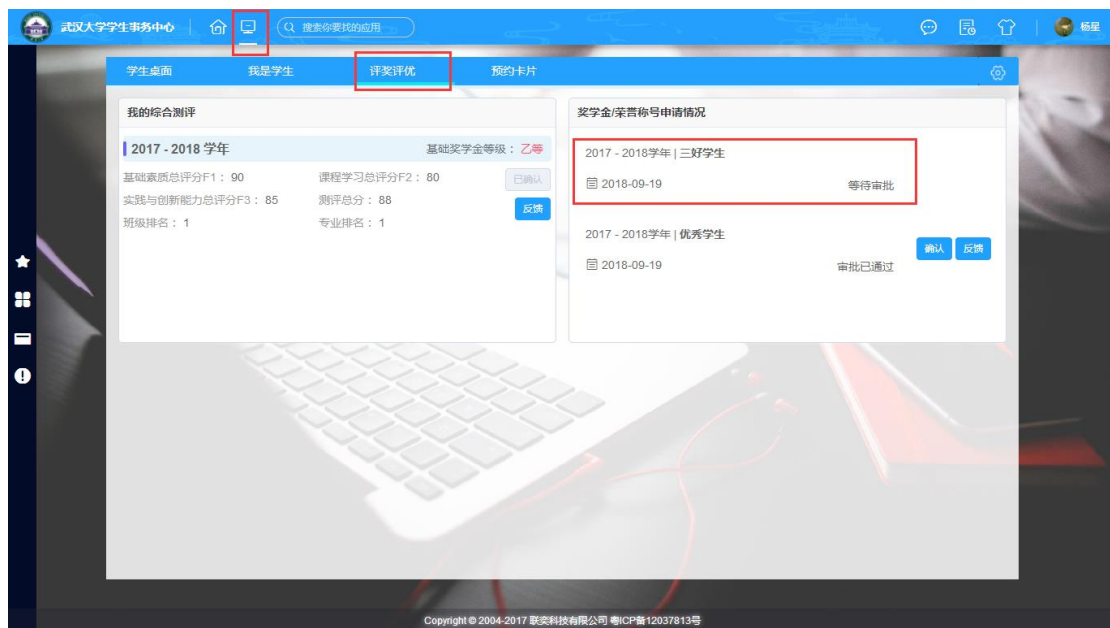 武汉大学学生事务中心
搜索你要找的应用
杨星
学生桌面 我是学生 评奖评优 预约卡片
我的综合测评
2017 - 2018 学年 基础奖学金等级： 乙等
基础素质总评分F1： 90 课程学习总评分F2： 80 已确认
实践与创新能力总评分F3： 85 测评总分： 88 反馈
班级排名： 1 专业排名： 1
奖学金/荣誉称号申请情况
2017 - 2018学年 | 三好学生
2018-09-19 等待审批
2017 - 2018学年 | 优秀学生
确认 反馈
2018-09-19 审批已通过
Copyright © 2004-2017 联奕科技有限公司 粤ICP备12037813号